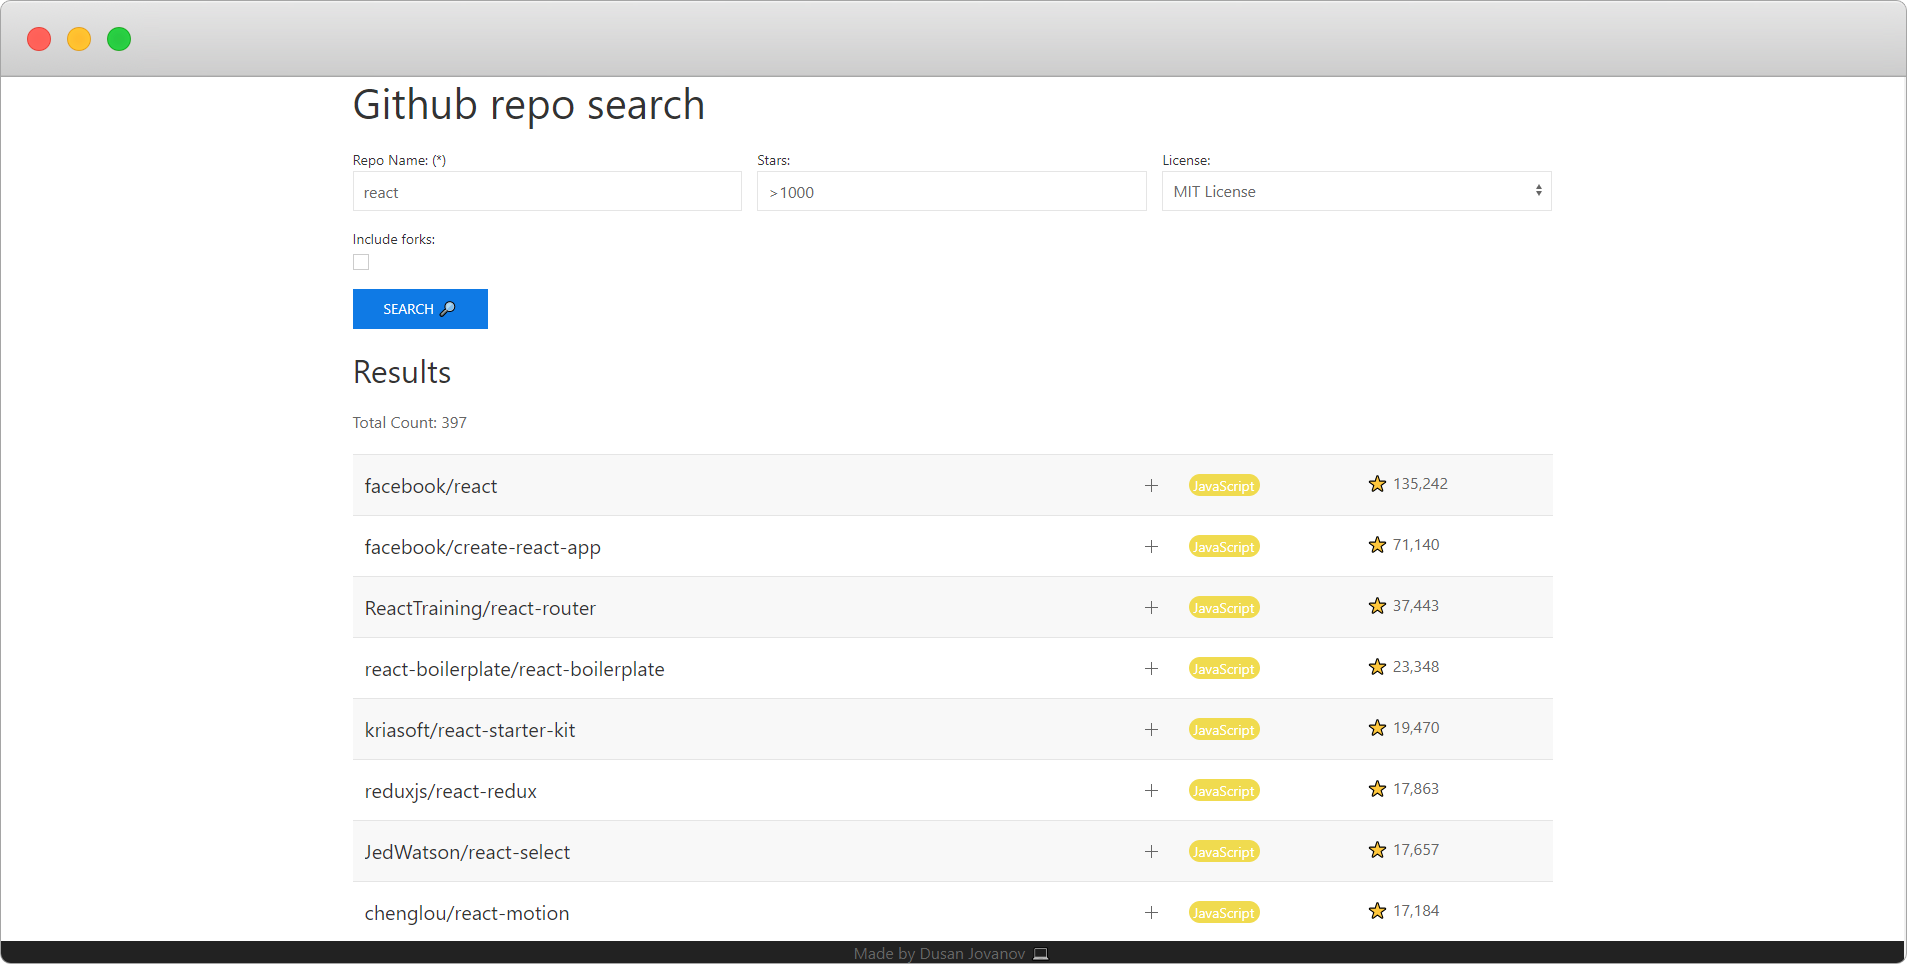 Github repo search
Repo Name: (*) Stars: License:
react >1000 MIT License
Include forks:
SEARCH
Results
Total Count: 397
facebook/react JavaScript 135,242
facebook/create-react-app JavaScript 71,140
ReactTraining/react-router JavaScript 37,443
react-boilerplate/react-boilerplate JavaScript 23,348
kriasoft/react-starter-kit JavaScript 19,470
reduxjs/react-redux JavaScript 17,863
JedWatson/react-select JavaScript 17,657
chenglou/react-motion JavaScript 17,184
Made by Dusan Jovanov